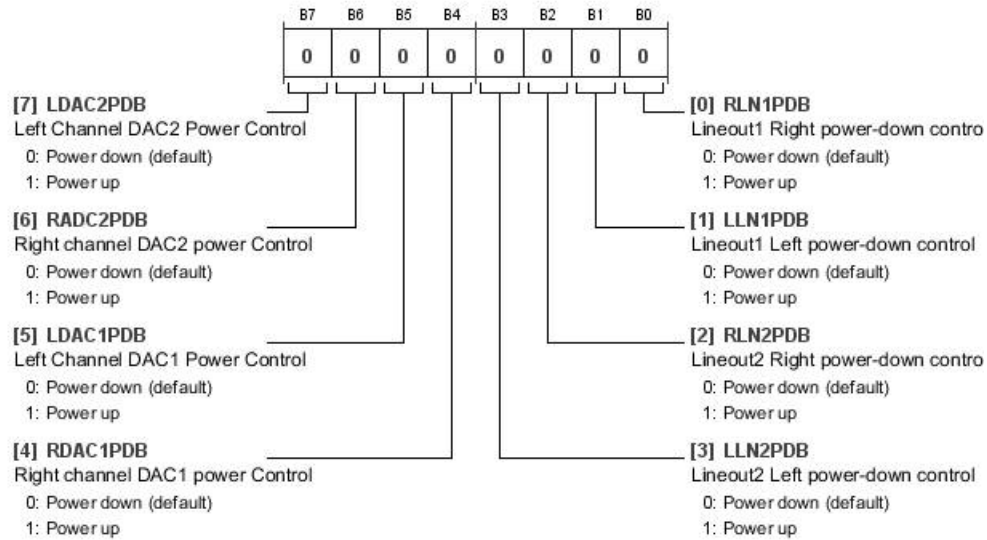 B7 B6 B5 B4 B3 B2 B1 B0
0 0 0 0 0 0 0 0
[7] LDAC2PDB
Left Channel DAC2 Power Control
0: Power down (default)
1: Power up
[6] RADC2PDB
Right channel DAC2 power Control
0: Power down (default)
1: Power up
[5] LDAC1PDB
Left Channel DAC1 Power Control
0: Power down (default)
1: Power up
[4] RDAC1PDB
Right channel DAC1 power Control
0: Power down (default)
1: Power up
[0] RLN1PDB
Lineout1 Right power-down contro
0: Power down (default)
1: Power up
[1] LLN1PDB
Lineout1 Left power-down control
0: Power down (default)
1: Power up
[2] RLN2PDB
Lineout2 Right power-down contro
0: Power down (default)
1: Power up
[3] LLN2PDB
Lineout2 Left power-down control
0: Power down (default)
1: Power up